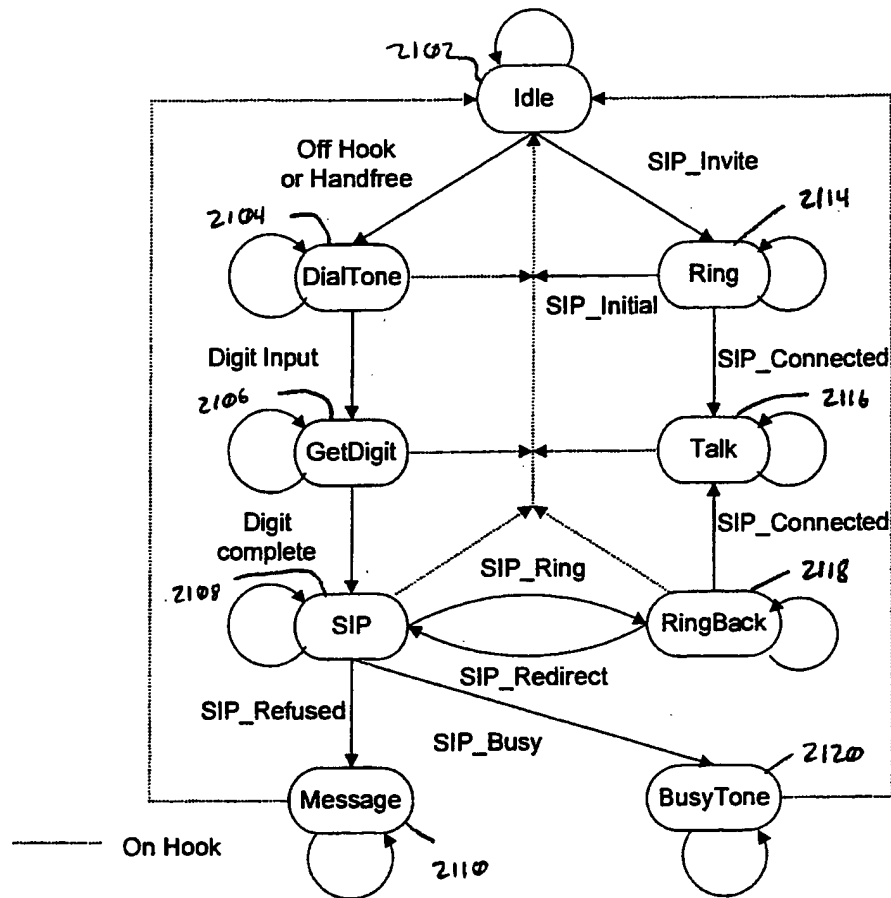 2102
Idle
Off Hook
or Handfree
SIP_Invite
2104
2114
DialTone
Ring
SIP_Initial
Digit Input
SIP_Connected
2106
2116
GetDigit
Talk
Digit
complete
SIP_Connected
SIP_Ring
2108
2118
SIP
RingBack
SIP_Redirect
SIP_Refused
SIP_Busy
2120
Message
BusyTone
On Hook
2110